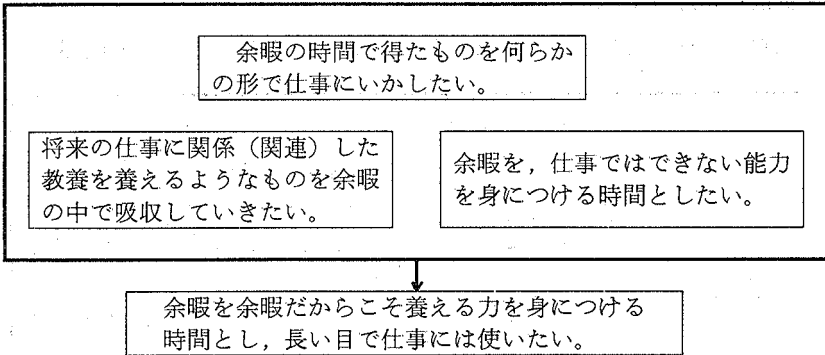 余暇の時間で得たものを何らか
の形で仕事にいかしたい。
将来の仕事に関係（関連）した
教養を養えるようなものを余暇
の中で吸収していきたい。
余暇を，仕事ではできない能力
を身につける時間としたい。
余暇を余暇だからこそ養える力を身につける
時間とし，長い目で仕事には使いたい。